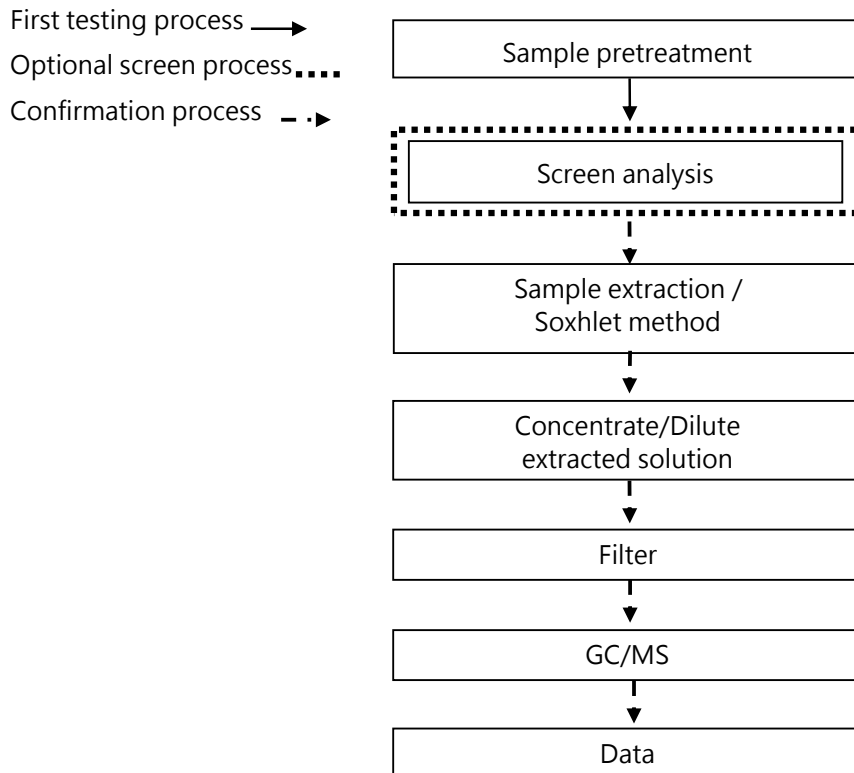 First testing process
Optional screen process
Confirmation process
Sample pretreatment
Screen analysis
Sample extraction /
Soxhlet method
Concentrate/Dilute
extracted solution
Filter
GC/MS
Data